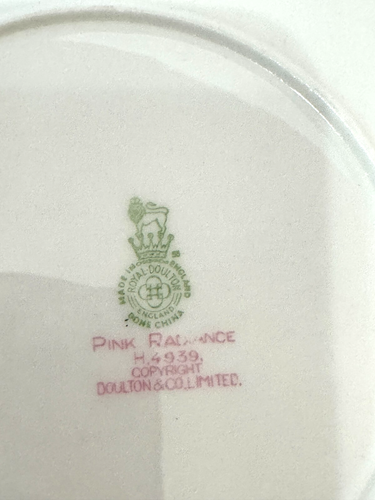 MADE IN ENGLAND
R
ROYAL DOULTON
ENGLAND
BONE CHINA
PINK RADIANCE
H.4939.
COPYRIGHT
DOULTON & CO. LIMITED.